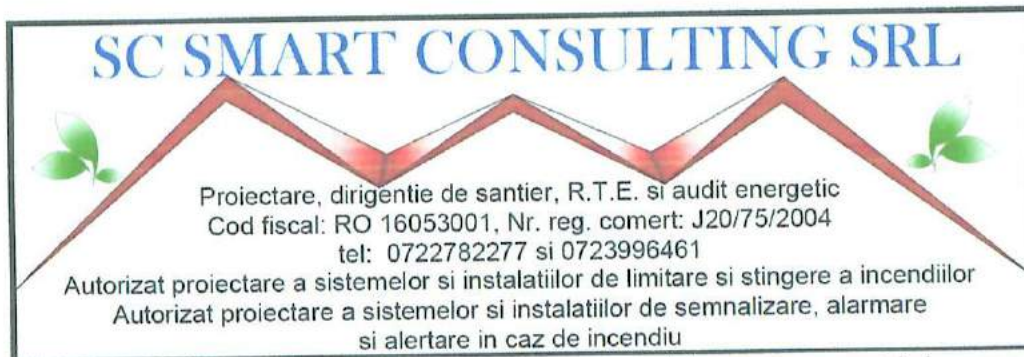 SC SMART CONSULTING SRL
Proiectare, dirigentie de santier, R.T.E. si audit energetic
Cod fiscal: RO 16053001, Nr. reg. comert: J20/75/2004
tel: 0722782277 si 0723996461
Autorizat proiectare a sistemelor si instalatiilor de limitare si stingere a incendiilor
Autorizat proiectare a sistemelor si instalatiilor de semnalizare, alarmare
si alertare in caz de incendiu